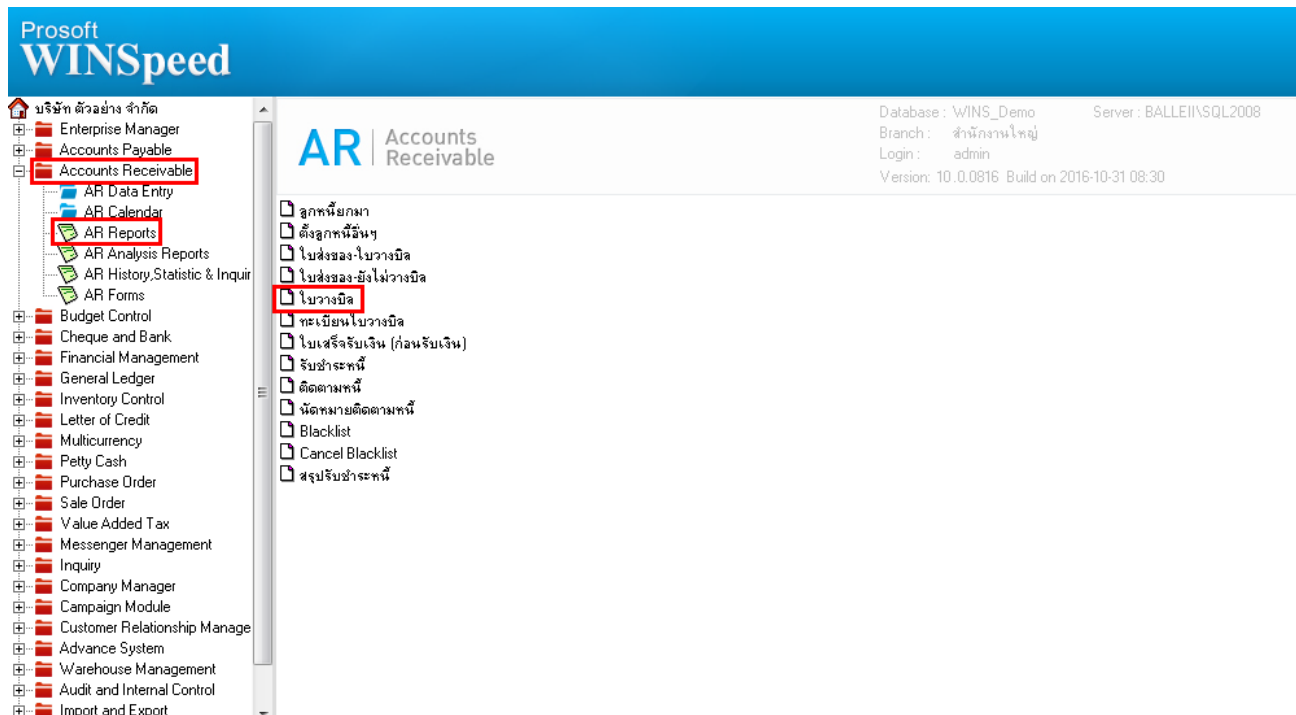 Prosoft
WINSpeed
บริษัท ตัวอย่าง จำกัด
Enterprise Manager
Accounts Payable
Accounts Receivable
AR Data Entry
AR Calendar
AR Reports
AR Analysis Reports
AR History,Statistic & Inquir
AR Forms
Budget Control
Cheque and Bank
Financial Management
General Ledger
Inventory Control
Letter of Credit
Multicurrency
Petty Cash
Purchase Order
Sale Order
Value Added Tax
Messenger Management
Inquiry
Company Manager
Campaign Module
Customer Relationship Manage
Advance System
Warehouse Management
Audit and Internal Control
Import and Export
AR Accounts
Receivable
Database : WINS_Demo Server : BALLEII\SQL2008
Branch : สำนักงานใหญ่
Login : admin
Version: 10.0.0816 Build on 2016-10-31 08:30
ลูกหนี้ยกมา
ตั้งลูกหนี้อื่นๆ
ใบส่งของ-ใบวางบิล
ใบส่งของ-ยังไม่วางบิล
ใบวางบิล
ทะเบียนใบวางบิล
ใบเสร็จรับเงิน (ก่อนรับเงิน)
รับชำระหนี้
ติดตามหนี้
นัดหมายติดตามหนี้
Blacklist
Cancel Blacklist
สรุปรับชำระหนี้